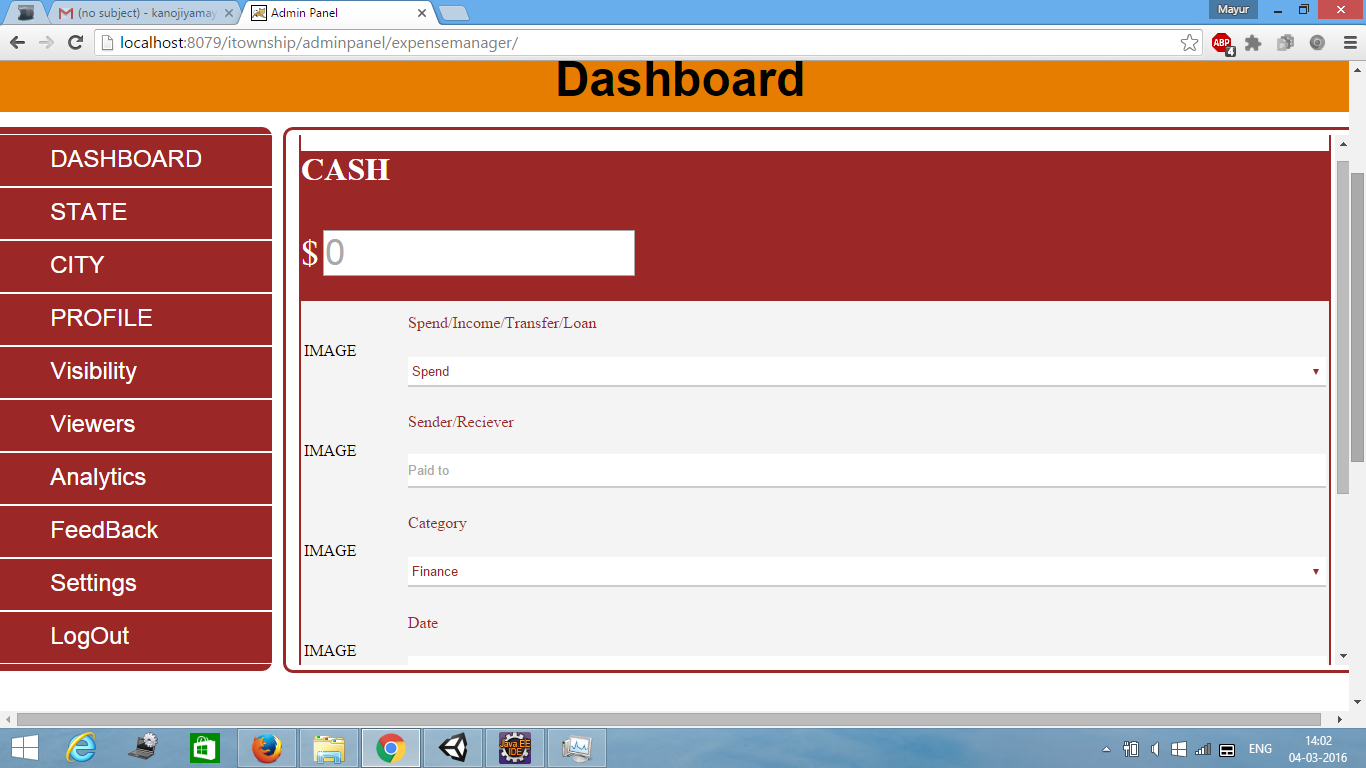 Mayur
(no subject) - kanojiyamay
Admin Panel
localhost:8079/itownship/adminpanel/expensemanager/
ABP
4
Dashboard
DASHBOARD
STATE
CITY
PROFILE
Visibility
Viewers
Analytics
FeedBack
Settings
LogOut
CASH
$ 0
Spend/Income/Transfer/Loan
IMAGE
Spend
Sender/Reciever
IMAGE
Paid to
Category
IMAGE
Finance
Date
IMAGE
Java EE
IDE
ENG
14:02
04-03-2016